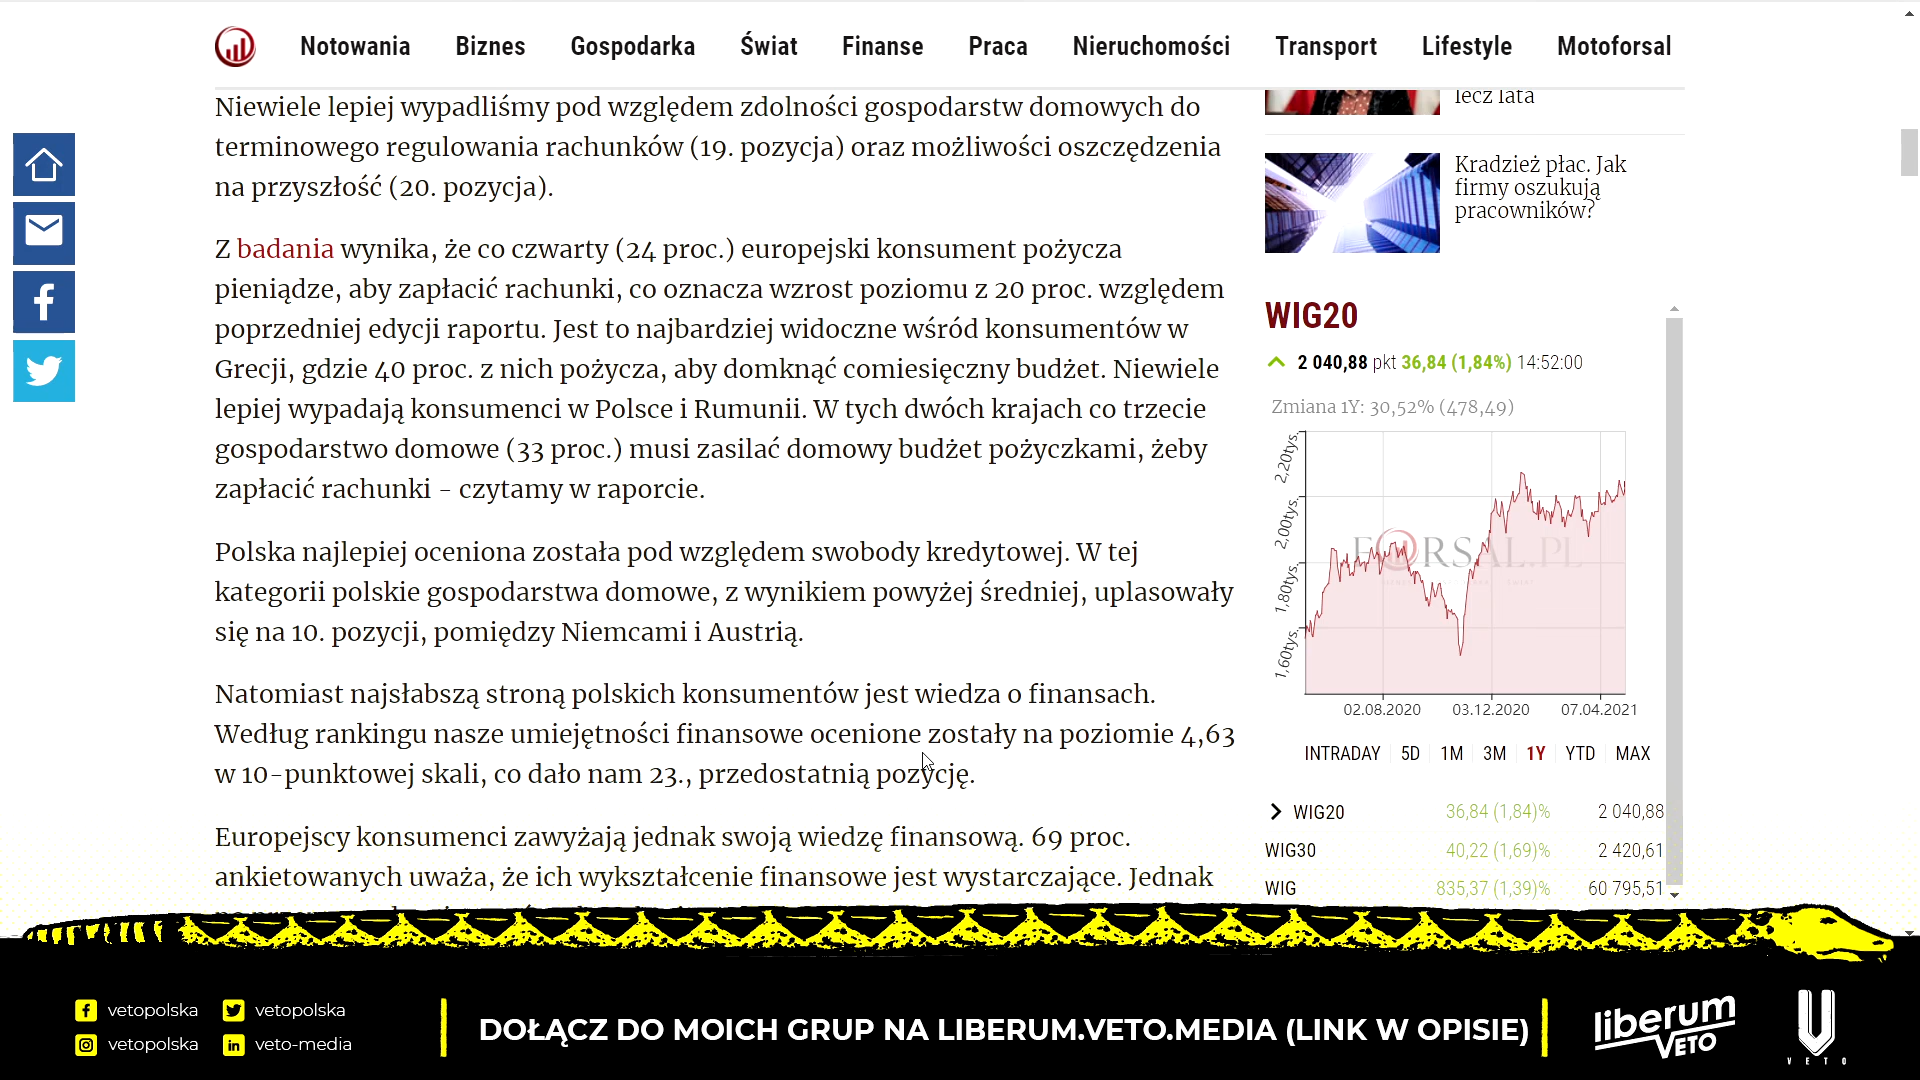 Notowania Biznes Gospodarka Świat Finanse Praca Nieruchomości Transport Lifestyle Motoforsal
Niewiele lepiej wypadliśmy pod względem zdolności gospodarstw domowych do
terminowego regulowania rachunków (19. pozycja) oraz możliwości oszczędzenia
na przyszłość (20. pozycja).
Z badania wynika, że co czwarty (24 proc.) europejski konsument pożycza
pieniądze, aby zapłacić rachunki, co oznacza wzrost poziomu z 20 proc. względem
poprzedniej edycji raportu. Jest to najbardziej widoczne wśród konsumentów w
Grecji, gdzie 40 proc. z nich pożycza, aby domknąć comiesięczny budżet. Niewiele
lepiej wypadają konsumenci w Polsce i Rumunii. W tych dwóch krajach co trzecie
gospodarstwo domowe (33 proc.) musi zasilać domowy budżet pożyczkami, żeby
zapłacić rachunki - czytamy w raporcie.
Polska najlepiej oceniona została pod względem swobody kredytowej. W tej
kategorii polskie gospodarstwa domowe, z wynikiem powyżej średniej, uplasowały
się na 10. pozycji, pomiędzy Niemcami i Austrią.
Natomiast najsłabszą stroną polskich konsumentów jest wiedza o finansach.
Według rankingu nasze umiejętności finansowe ocenione zostały na poziomie 4,63
w 10-punktowej skali, co dało nam 23., przedostatnią pozycję.
Europejscy konsumenci zawyżają jednak swoją wiedzę finansową. 69 proc.
ankietowanych uważa, że ich wykształcenie finansowe jest wystarczające. Jednak
lecz lata
Kradzież płac. Jak
firmy oszukują
pracowników?
WIG20
2 040,88 pkt 36,84 (1,84%) 14:52:00
Zmiana 1Y: 30,52% (478,49)
2,20tys.
2,00tys.
1,80tys.
1,60tys.
FORSAL.PL
02.08.2020 03.12.2020 07.04.2021
INTRADAY 5D 1M 3M 1Y YTD MAX
WIG20 36,84 (1,84)% 2 040,88
WIG30 40,22 (1,69)% 2 420,61
WIG 835,37 (1,39)% 60 795,51
vetopolska vetopolska
vetopolska veto-media
DOŁĄCZ DO MOICH GRUP NA LIBERUM.VETO.MEDIA (LINK W OPISIE)
liberum
VETO
VETO